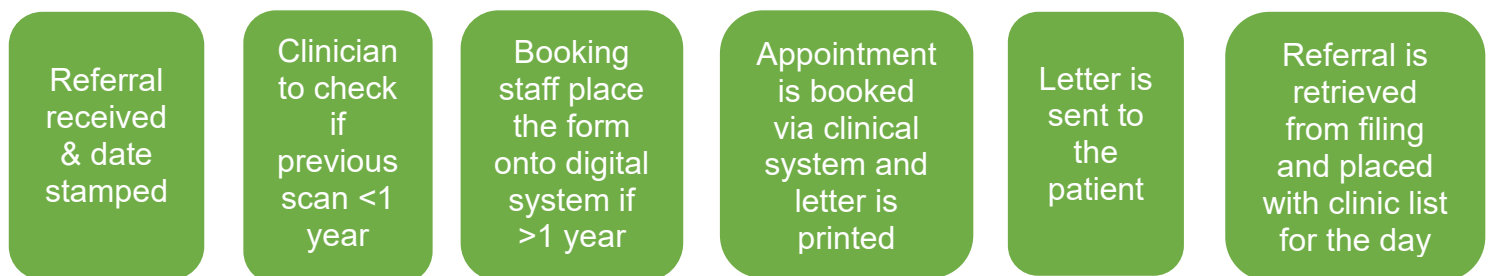 Referral
received
& date
stamped
Clinician
to check
if
previous
scan <1
year
Booking
staff place
the form
onto digital
system if
>1 year
Appointment
is booked
via clinical
system and
letter is
printed
Letter is
sent to
the
patient
Referral is
retrieved
from filing
and placed
with clinic list
for the day